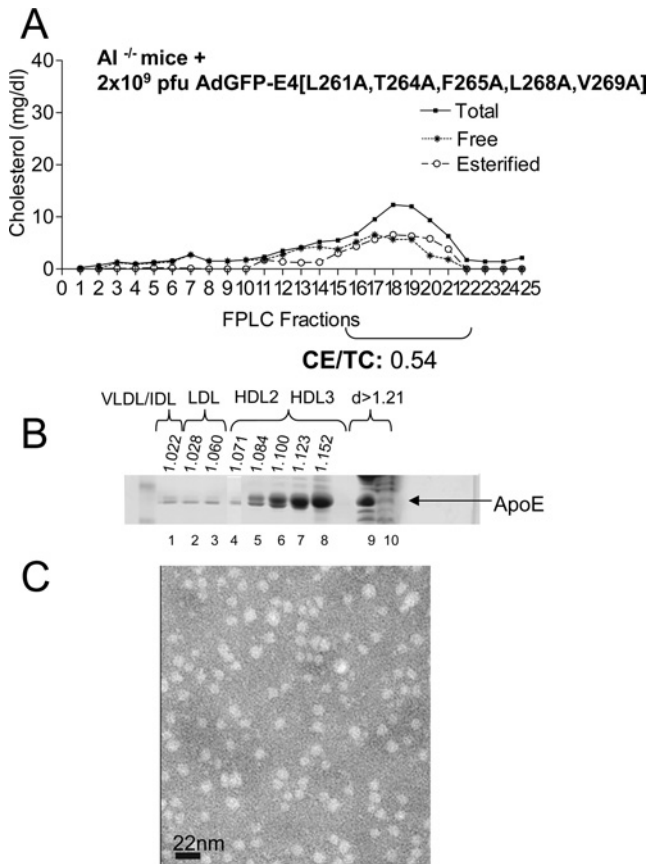 A
AI -/- mice +
2x10⁹ pfu AdGFP-E4[L261A,T264A,F265A,L268A,V269A]
Total
Free
Esterified
Cholesterol (mg/dl)
40
30
20
10
0
0 1 2 3 4 5 6 7 8 9 10 11 12 13 14 15 16 17 18 19 20 21 22 23 24 25
FPLC Fractions
CE/TC: 0.54
B
VLDL/IDL LDL HDL2 HDL3 d>1.21
1.022 1.028 1.060 1.071 1.084 1.100 1.123 1.152
ApoE
1 2 3 4 5 6 7 8 9 10
C
22nm